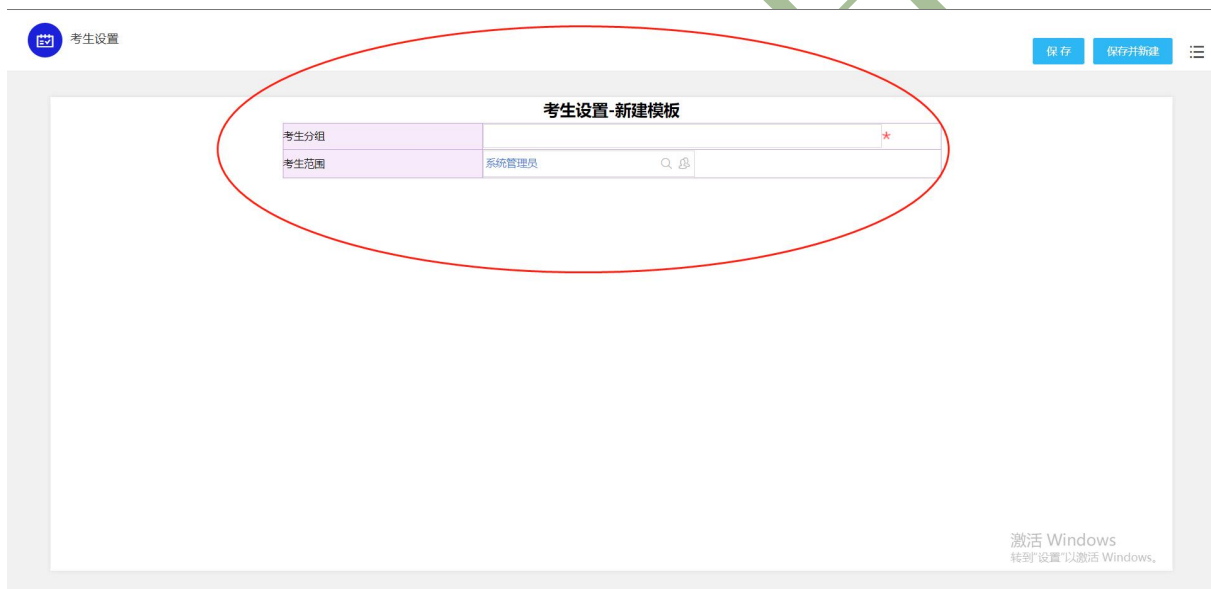 考生设置
保存
保存并新建
考生设置-新建模板
考生分组
*
考生范围
系统管理员
激活 Windows
转到"设置"以激活 Windows。